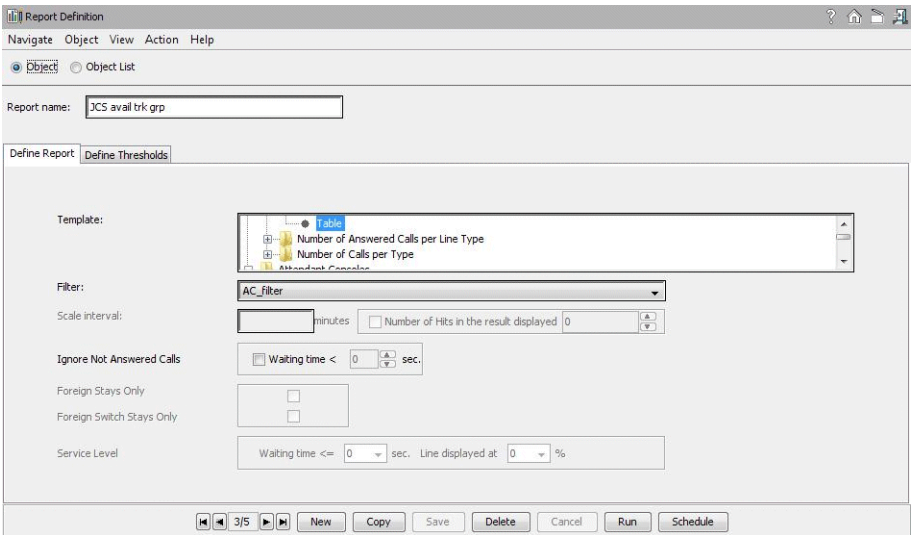 Report Definition
Navigate Object View Action Help
Object Object List
Report name: JCS avail trk grp
Define Report Define Thresholds
Template:
Table
Number of Answered Calls per Line Type
Number of Calls per Type
Attendant Consoles
Filter: AC_filter
Scale interval: minutes Number of Hits in the result displayed 0
Ignore Not Answered Calls Waiting time < 0 sec.
Foreign Stays Only
Foreign Switch Stays Only
Service Level Waiting time <= 0 sec. Line displayed at 0 %
3/5 New Copy Save Delete Cancel Run Schedule